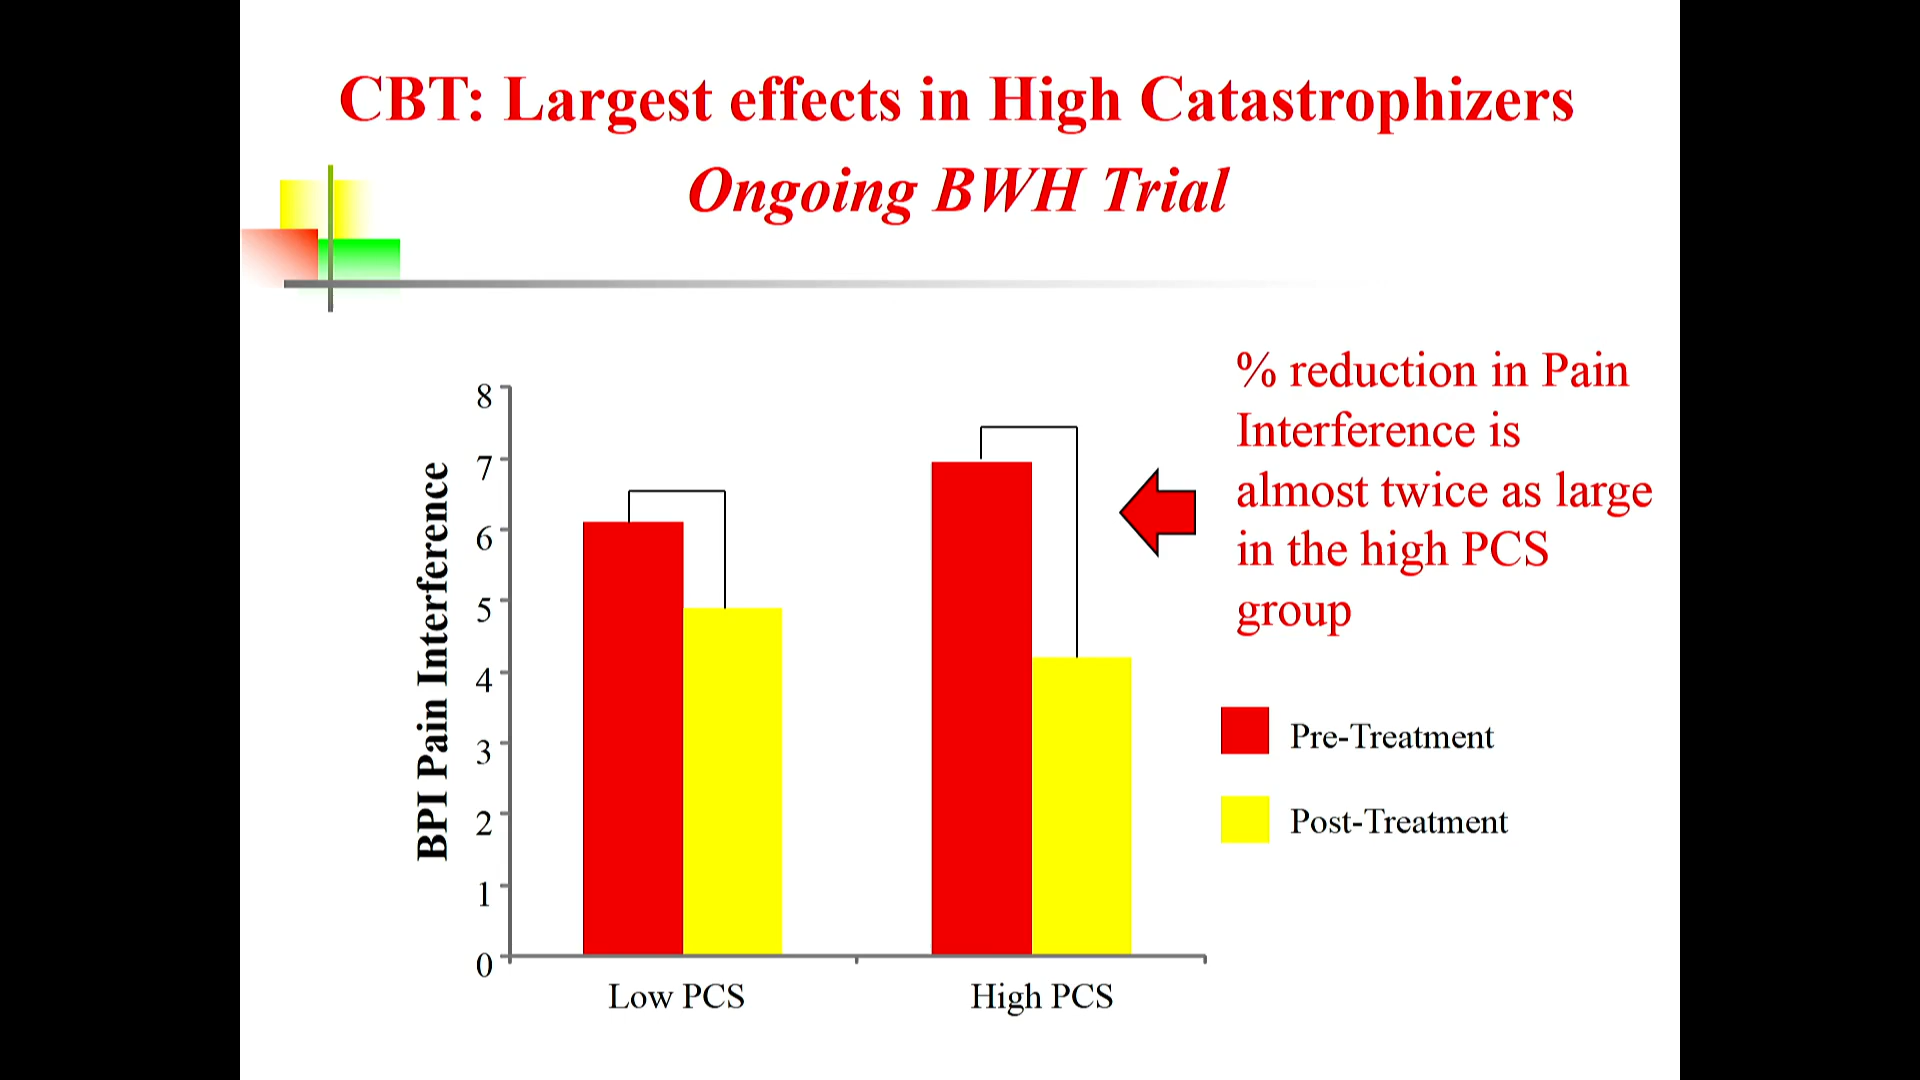 CBT: Largest effects in High Catastrophizers
Ongoing BWH Trial
% reduction in Pain
Interference is
almost twice as large
in the high PCS
group
BPI Pain Interference
8
7
6
5
4
3
2
1
0
Low PCS
High PCS
Pre-Treatment
Post-Treatment